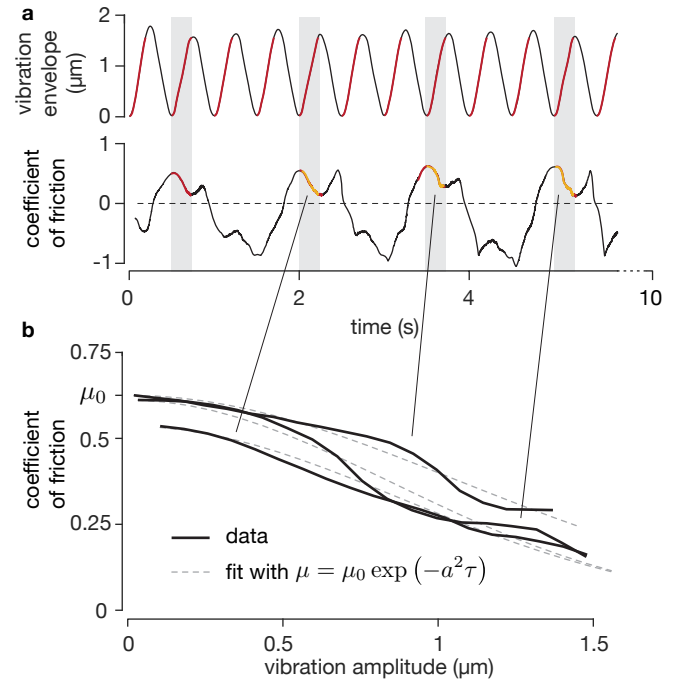 a
vibration
envelope
(µm)
2
1
0
coefficient
of friction
1
0
-1
0
2
4
10
time (s)
b
coefficient
of friction
0.75
μ₀
0.5
0.25
0
data
fit with μ = μ₀ exp (−a²τ)
0
0.5
1
1.5
vibration amplitude (µm)